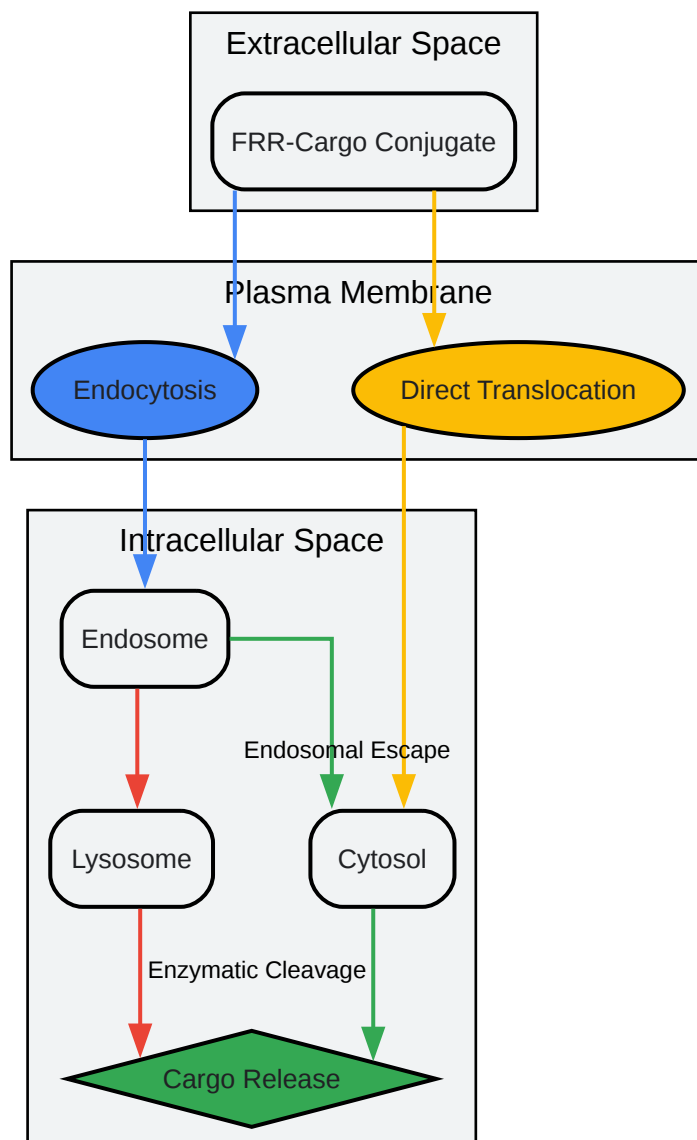 Extracellular Space
FRR-Cargo Conjugate
Plasma Membrane
Endocytosis
Direct Translocation
Intracellular Space
Endosome
Endosomal Escape
Lysosome
Cytosol
Enzymatic Cleavage
Cargo Release